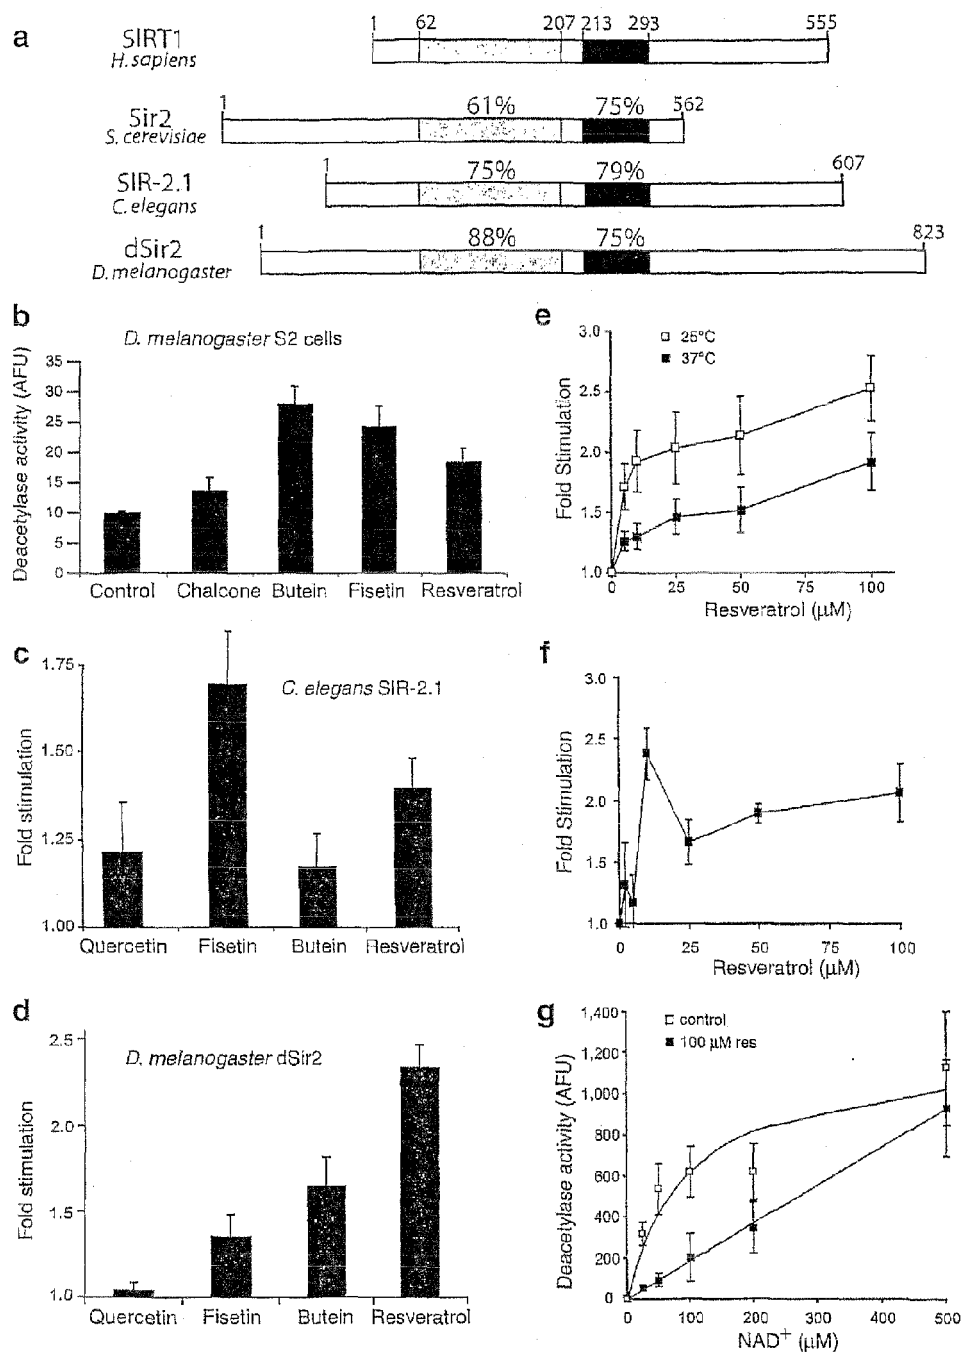 a
SIRT1
H. sapiens
1 62 207 213 293 555
Sir2
S. cerevisiae
1 61% 75% 562
SIR-2.1
C. elegans
1 75% 79% 607
dSir2
D. melanogaster
1 88% 75% 823
b
D. melanogaster S2 cells
Deacetylase activity (AFU)
35
30
25
20
15
10
5
0
Control Chalcone Butein Fisetin Resveratrol
c
C. elegans SIR-2.1
Fold stimulation
1.75
1.50
1.25
1.00
Quercetin Fisetin Butein Resveratrol
d
D. melanogaster dSir2
Fold stimulation
2.5
2.0
1.5
1.0
Quercetin Fisetin Butein Resveratrol
e
25°C
37°C
Fold Stimulation
3.0
2.5
2.0
1.5
1.0
0 25 50 75 100
Resveratrol (µM)
f
Fold Stimulation
3.0
2.5
2.0
1.5
1.0
0 25 50 75 100
Resveratrol (µM)
g
control
100 µM res
Deacetylase activity (AFU)
1,400
1,200
1,000
800
600
400
200
0
0 100 200 300 400 500
NAD+ (µM)